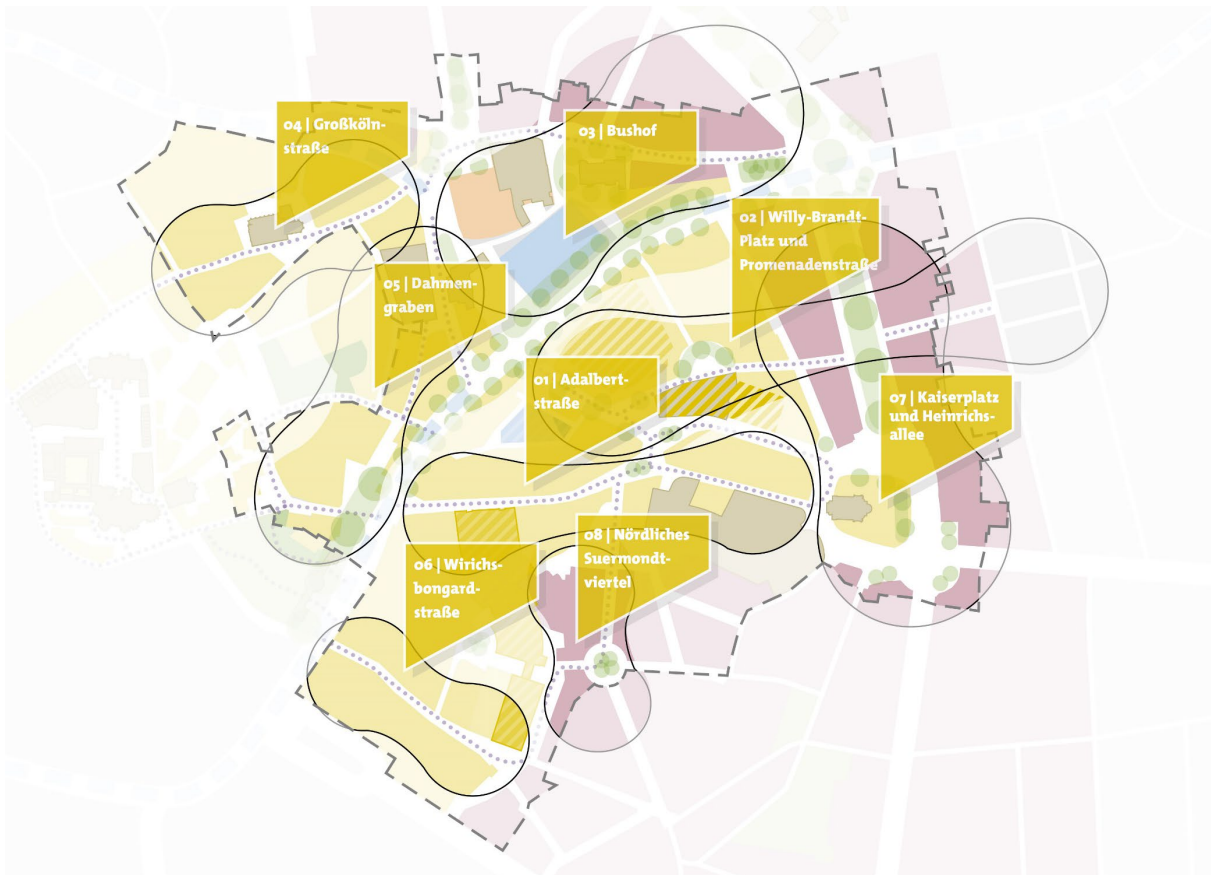 04 | Großköln-
straße
03 | Bushof
02 | Willy-Brandt-
Platz und
Promenadenstraße
05 | Dahmen-
graben
01 | Adalbert-
straße
07 | Kaiserplatz
und Heinrichs-
allee
08 | Nördliches
Suermondt-
viertel
06 | Wirichs-
bongard-
straße